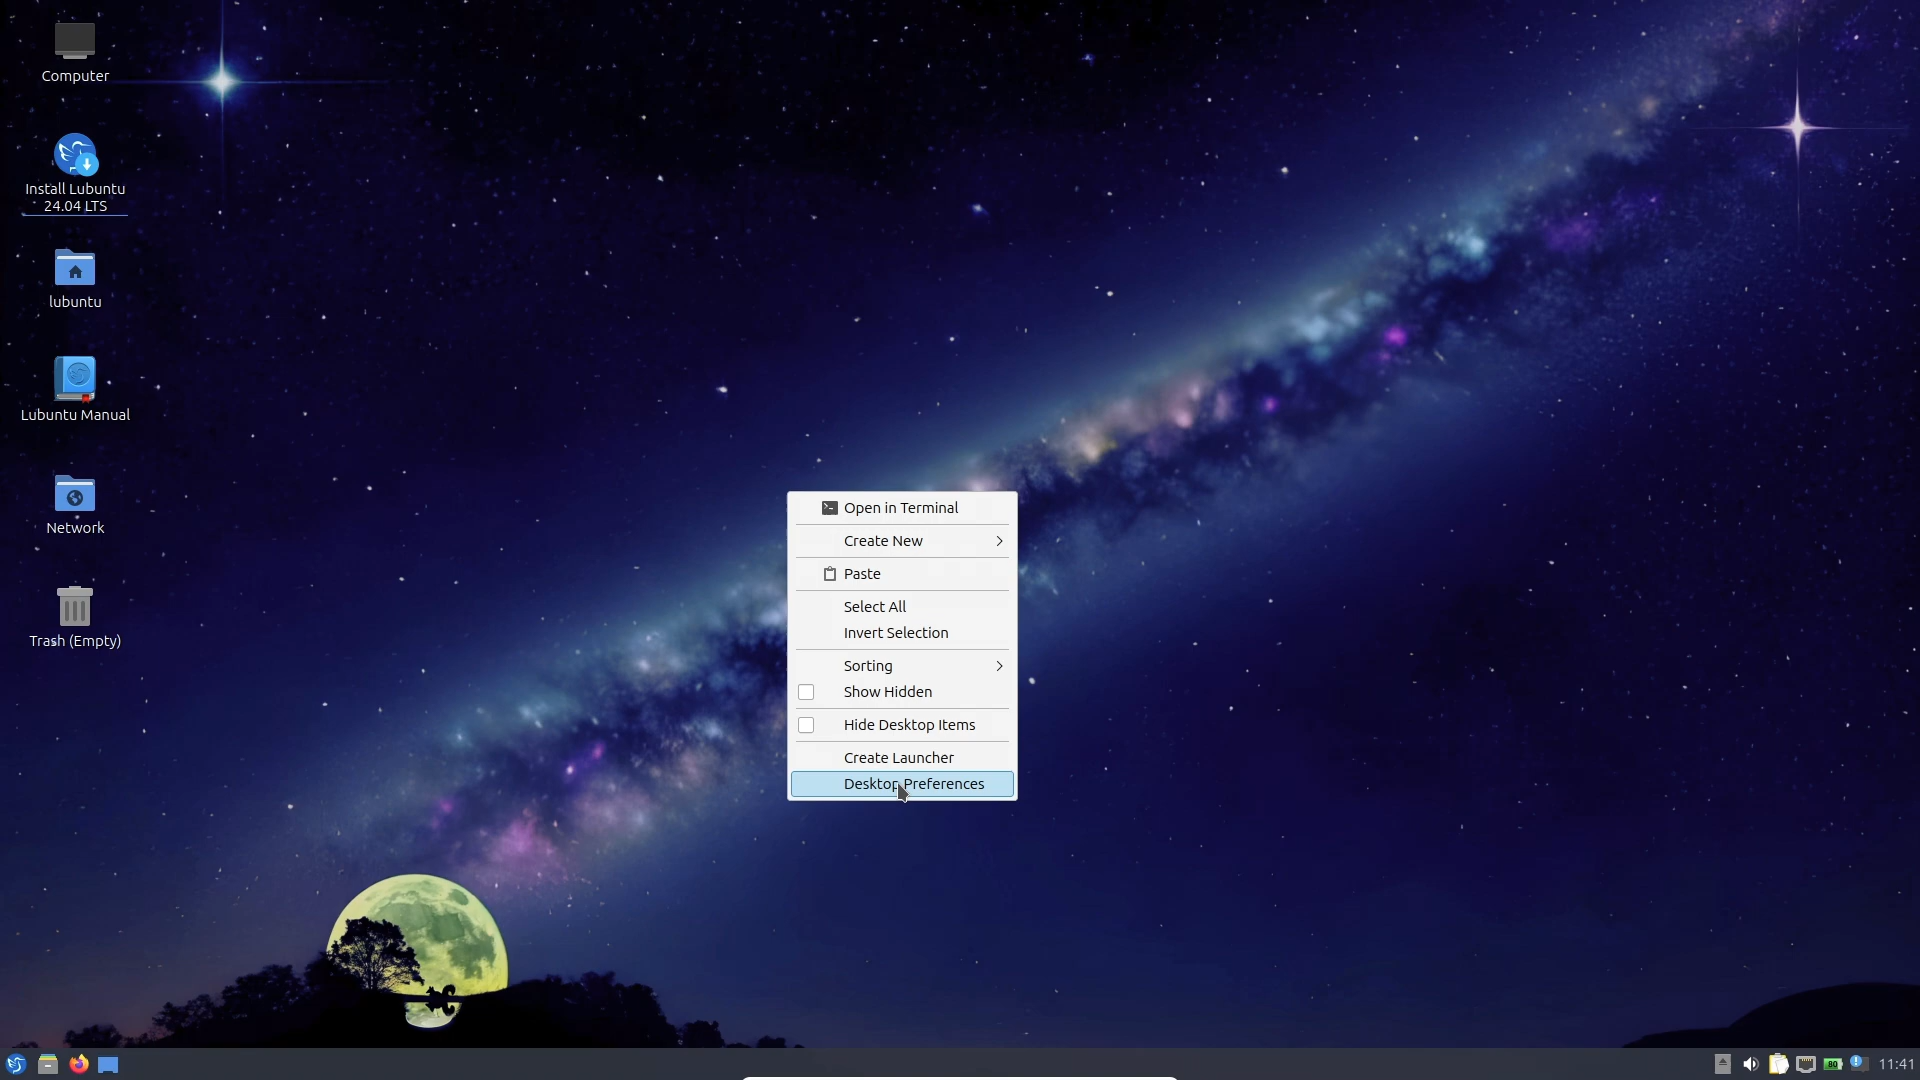 Computer
Install Lubuntu
24.04 LTS
lubuntu
Lubuntu Manual
Network
Trash (Empty)
Open in Terminal
Create New
Paste
Select All
Invert Selection
Sorting
Show Hidden
Hide Desktop Items
Create Launcher
Desktop Preferences
80
11:41